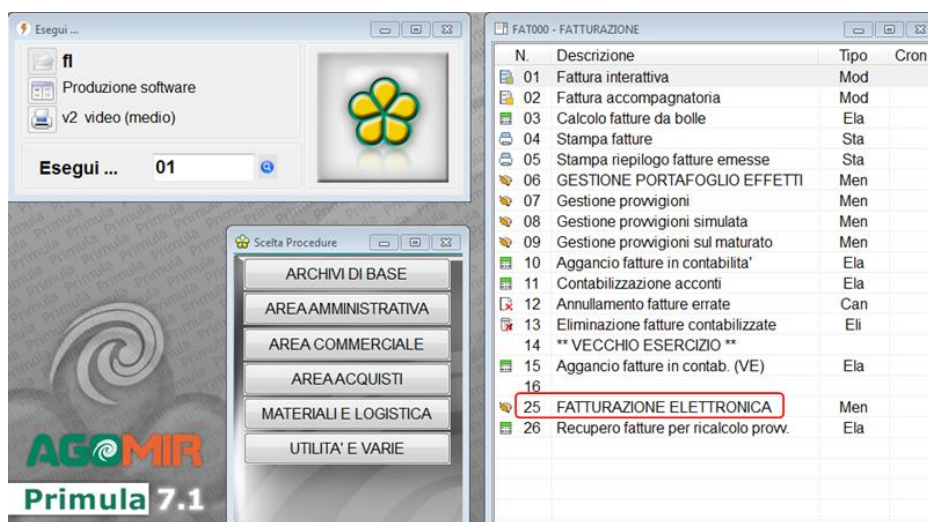 Esegui ...
fl
Produzione software
v2 video (medio)
Esegui ... 01
Scelta Procedure
ARCHIVI DI BASE
AREA AMMINISTRATIVA
AREA COMMERCIALE
AREA ACQUISTI
MATERIALI E LOGISTICA
UTILITA' E VARIE
AGOMIR
Primula 7.1
FAT000 - FATTURAZIONE
N. Descrizione Tipo Cron
01 Fattura interattiva Mod
02 Fattura accompagnatoria Mod
03 Calcolo fatture da bolle Ela
04 Stampa fatture Sta
05 Stampa riepilogo fatture emesse Sta
06 GESTIONE PORTAFOGLIO EFFETTI Men
07 Gestione provvigioni Men
08 Gestione provvigioni simulata Men
09 Gestione provvigioni sul maturato Men
10 Aggancio fatture in contabilita' Ela
11 Contabilizzazione acconti Ela
12 Annullamento fatture errate Can
13 Eliminazione fatture contabilizzate Eli
14 ** VECCHIO ESERCIZIO **
15 Aggancio fatture in contab. (VE) Ela
16
25 FATTURAZIONE ELETTRONICA Men
26 Recupero fatture per ricalcolo provv. Ela